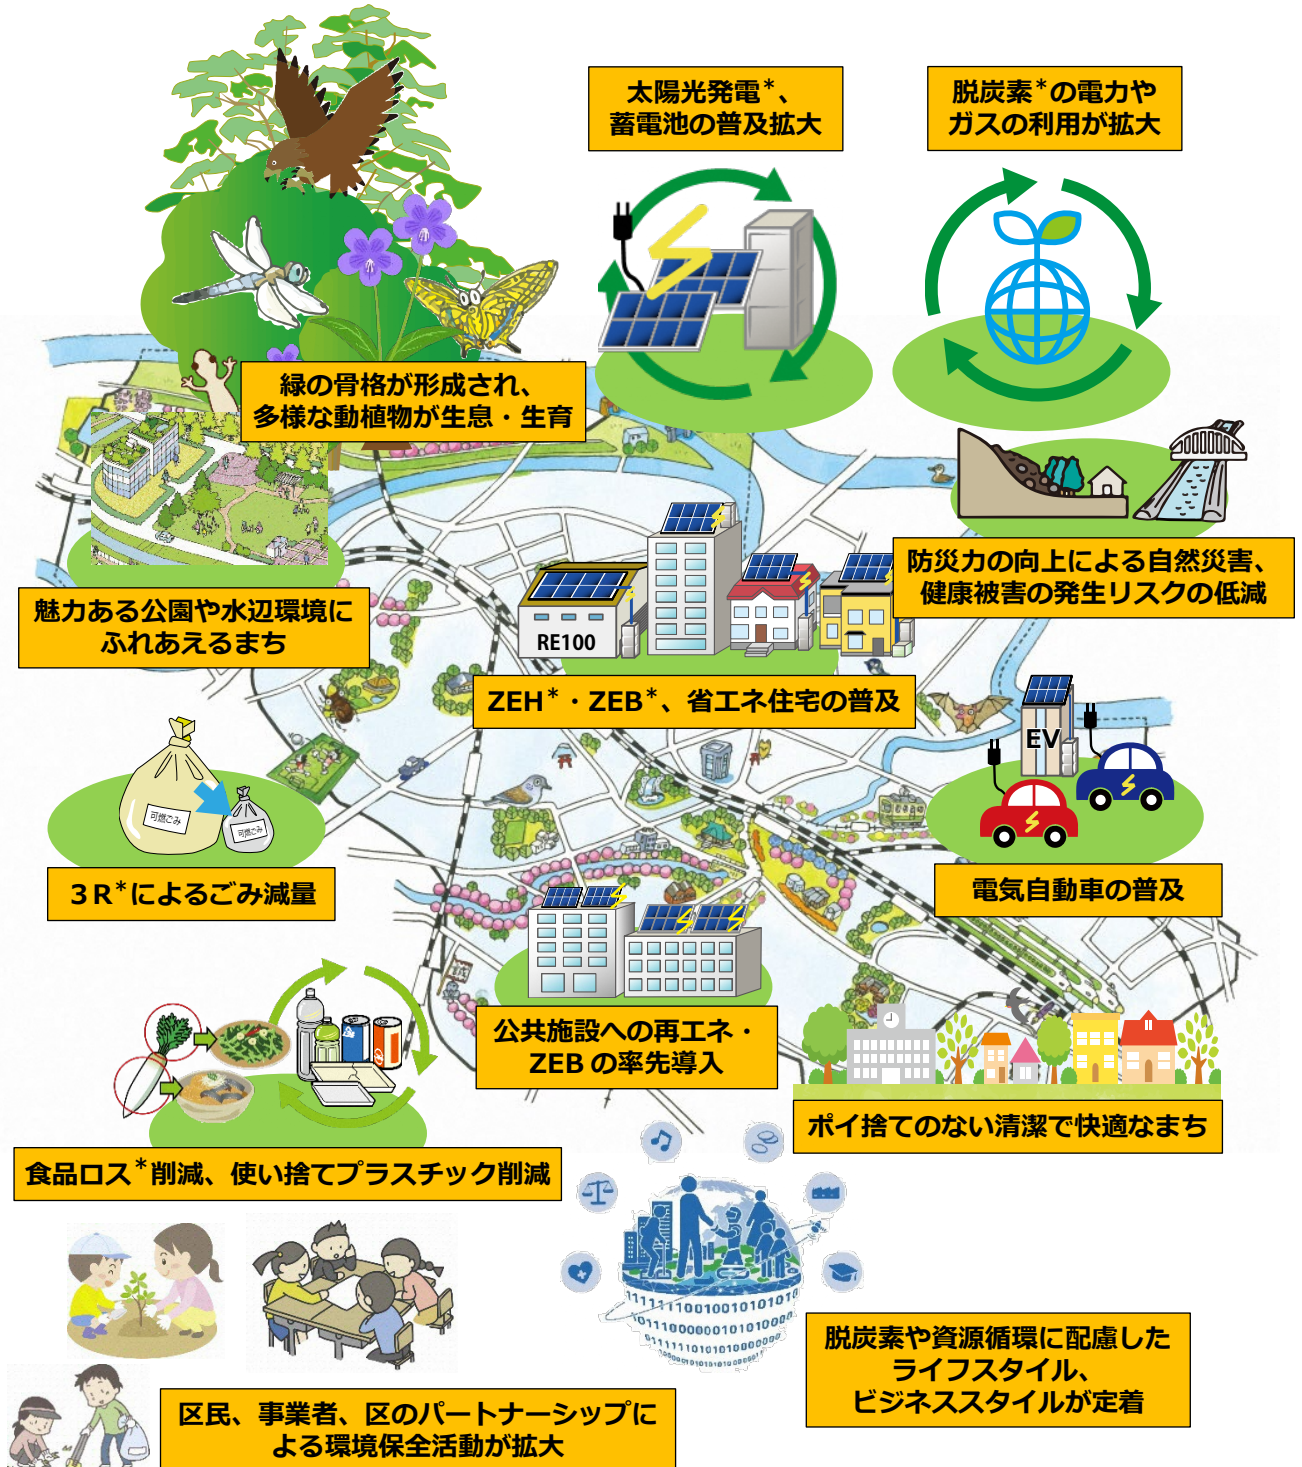 太陽光発電*、
蓄電池の普及拡大
脱炭素*の電力や
ガスの利用が拡大
緑の骨格が形成され、
多様な動植物が生息・生育
防災力の向上による自然災害、
健康被害の発生リスクの低減
魅力ある公園や水辺環境に
ふれあえるまち
RE100
ZEH*・ZEB*、省エネ住宅の普及
EV
可燃ごみ
可燃ごみ
3R*によるごみ減量
電気自動車の普及
公共施設への再エネ・
ZEBの率先導入
ポイ捨てのない清潔で快適なまち
食品ロス*削減、使い捨てプラスチック削減
脱炭素や資源循環に配慮した
ライフスタイル、
ビジネススタイルが定着
区民、事業者、区のパートナーシップに
よる環境保全活動が拡大